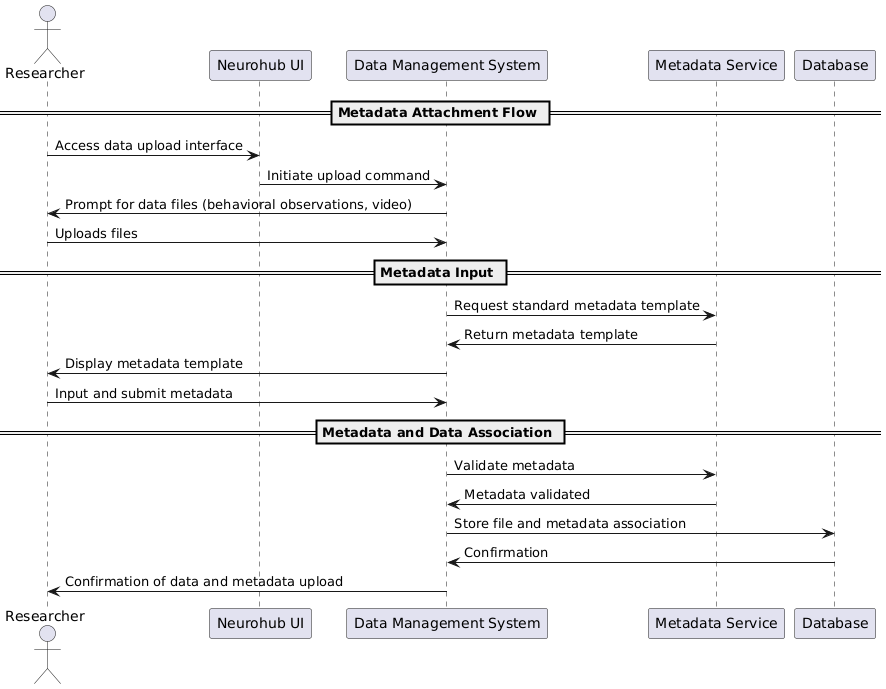 Researcher
Neurohub UI
Data Management System
Metadata Service
Database
Metadata Attachment Flow
Access data upload interface
Initiate upload command
Prompt for data files (behavioral observations, video)
Uploads files
Metadata Input
Request standard metadata template
Return metadata template
Display metadata template
Input and submit metadata
Metadata and Data Association
Validate metadata
Metadata validated
Store file and metadata association
Confirmation
Confirmation of data and metadata upload
Researcher
Neurohub UI
Data Management System
Metadata Service
Database